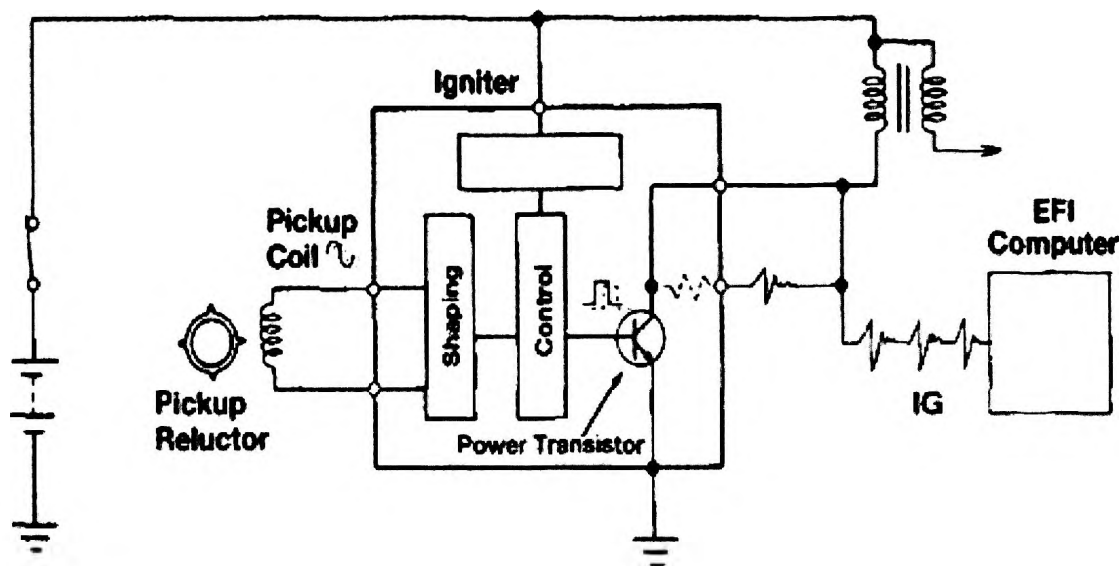 Igniter
Pickup
Coil
Shaping
Control
EFI
Computer
Pickup
Reluctor
Power Transistor
IG